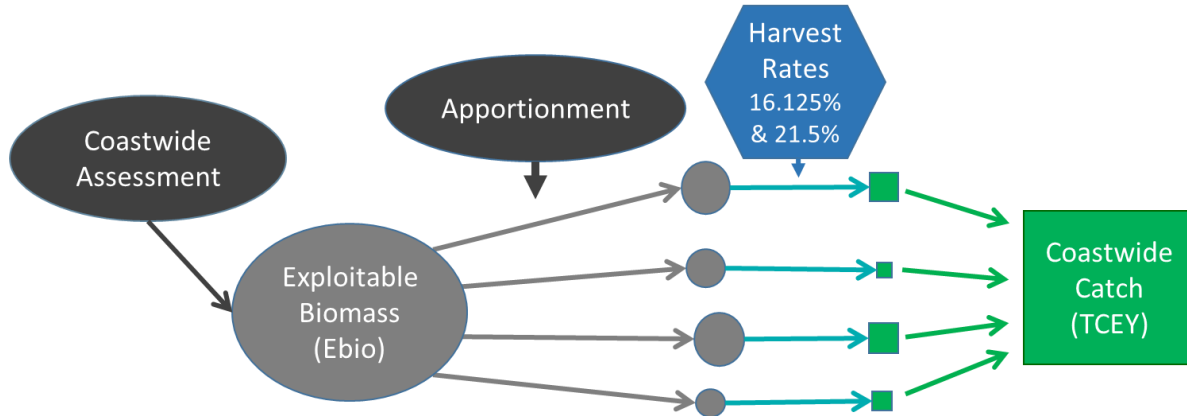 Coastwide
Assessment
Apportionment
Harvest
Rates
16.125%
& 21.5%
Exploitable
Biomass
(Ebio)
Coastwide
Catch
(TCEY)